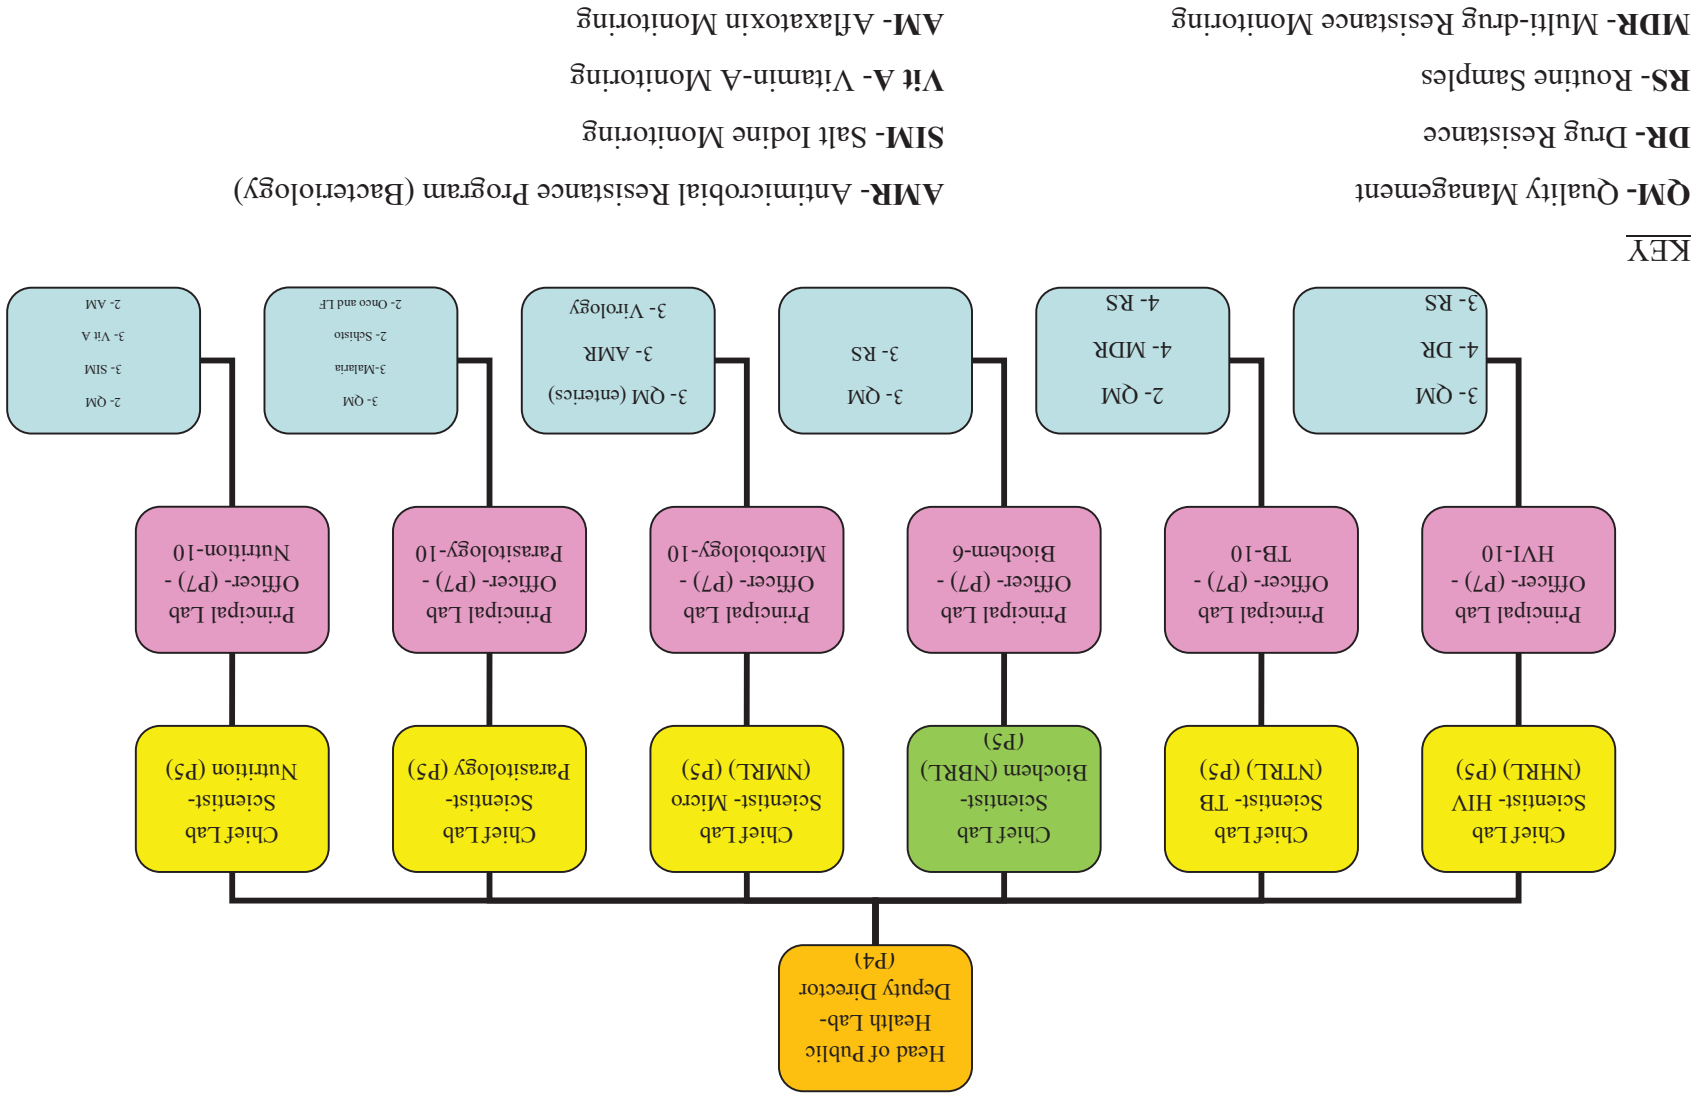 Head of Public
Health Lab-
Deputy Director
(P4)
Chief Lab
Scientist- HIV
(NHRL) (P5)
Chief Lab
Scientist- TB
(NTRL) (P5)
Chief Lab
Scientist-
Biochem (NBRL)
(P5)
Chief Lab
Scientist- Micro
(NMRL) (P5)
Chief Lab
Scientist-
Parasitology (P5)
Chief Lab
Scientist-
Nutrition (P5)
Principal Lab
Officer- (P7) -
HVI-10
Principal Lab
Officer- (P7) -
TB-10
Principal Lab
Officer- (P7) -
Biochem-6
Principal Lab
Officer- (P7) -
Microbiology-10
Principal Lab
Officer- (P7) -
Parasitology-10
Principal Lab
Officer- (P7) -
Nutrition-10
3- QM
4- DR
3- RS
2- QM
4- MDR
4- RS
3- QM
3- RS
3- QM (enterics)
3- AMR
3- Virology
3- QM
3-Malaria
2- Schisto
2- Onco and LF
2- QM
3- SIM
3- Vit A
2- AM
KEY
QM- Quality Management
AMR- Antimicrobial Resistance Program (Bacteriology)
DR- Drug Resistance
SIM- Salt Iodine Monitoring
RS- Routine Samples
Vit A- Vitamin-A Monitoring
MDR- Multi-drug Resistance Monitoring
AM- Aflaxatoxin Monitoring